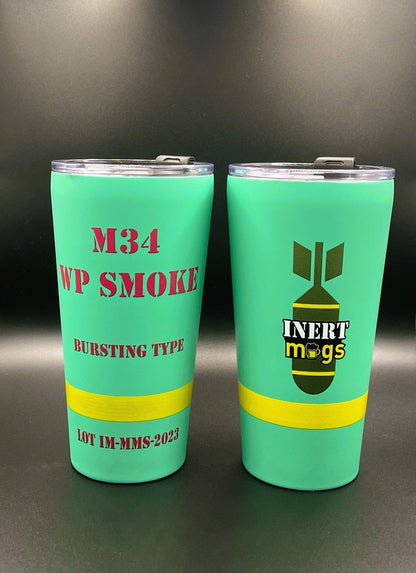 M34
WP SMOKE
BURSTING TYPE
LOT IM-MMS-2023
INERT
mugs